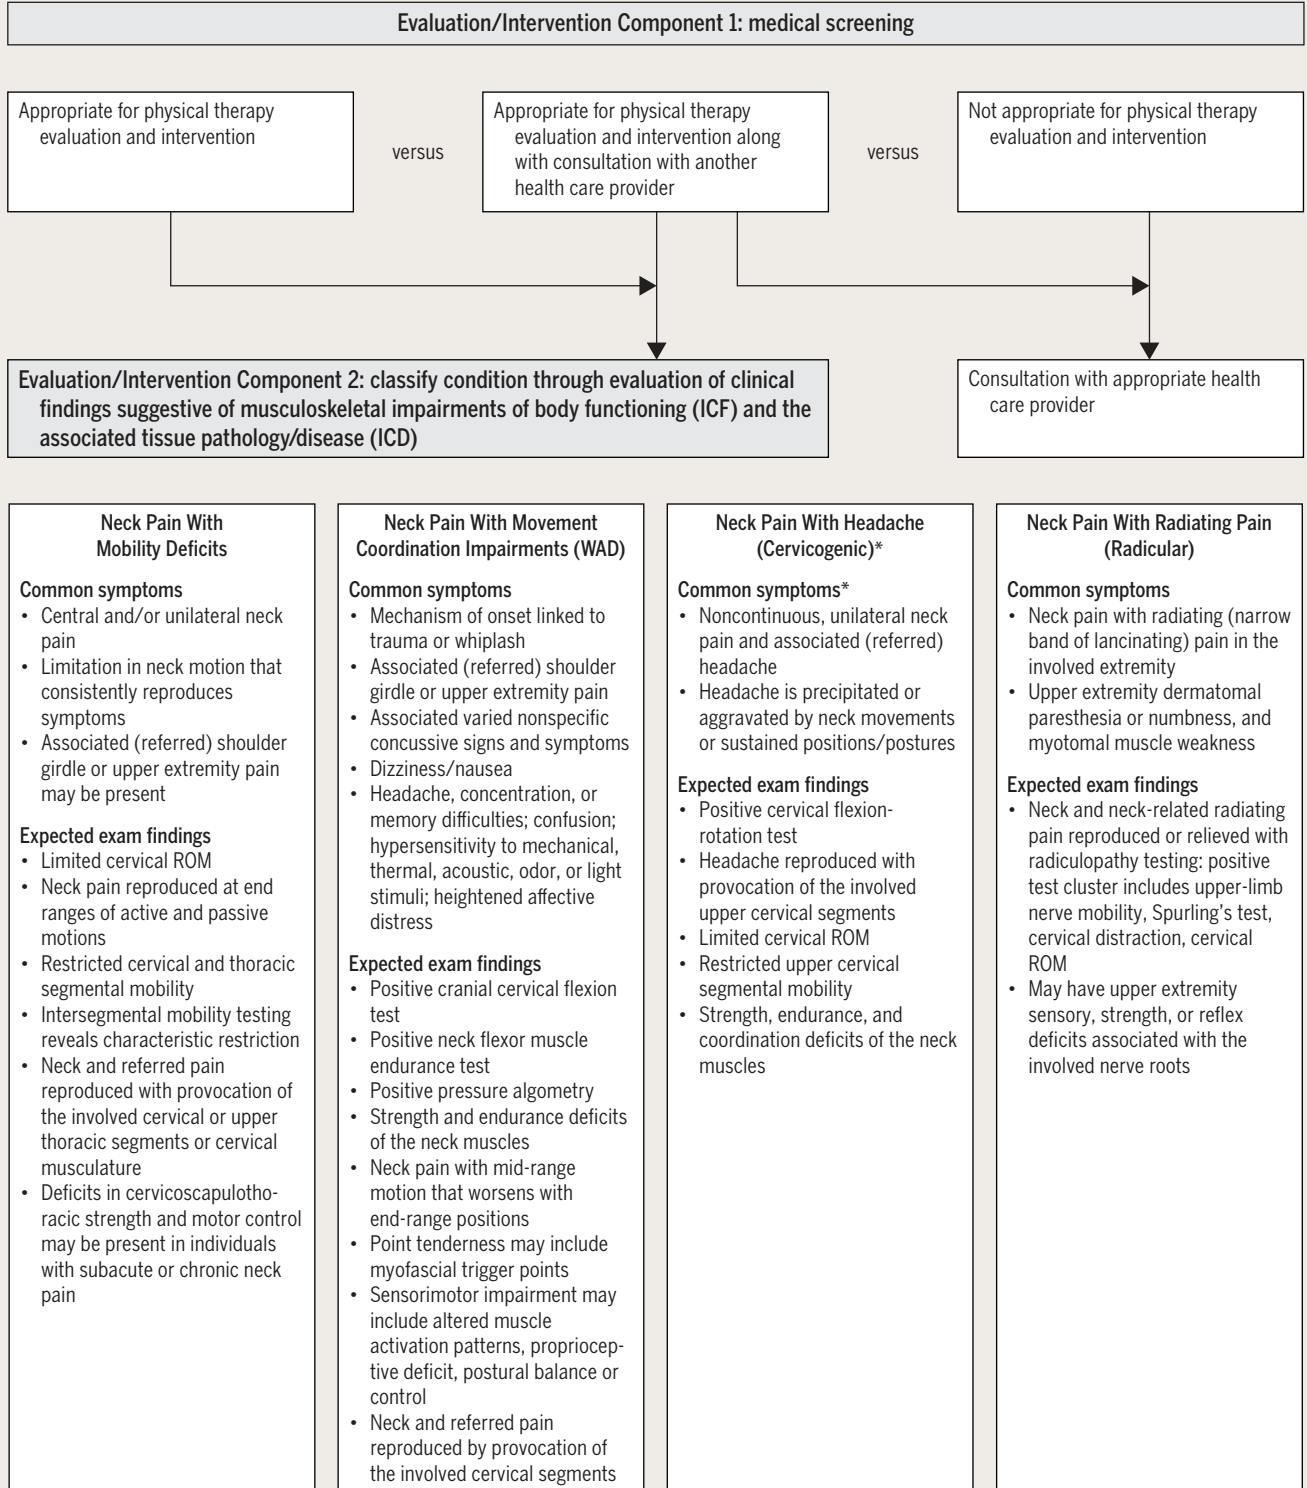 Evaluation/Intervention Component 1: medical screening
Appropriate for physical therapy
evaluation and intervention
versus
Appropriate for physical therapy
evaluation and intervention along
with consultation with another
health care provider
versus
Not appropriate for physical therapy
evaluation and intervention
Evaluation/Intervention Component 2: classify condition through evaluation of clinical
findings suggestive of musculoskeletal impairments of body functioning (ICF) and the
associated tissue pathology/disease (ICD)
Consultation with appropriate health
care provider
Neck Pain With
Mobility Deficits
Common symptoms
• Central and/or unilateral neck
pain
• Limitation in neck motion that
consistently reproduces
symptoms
• Associated (referred) shoulder
girdle or upper extremity pain
may be present
Expected exam findings
• Limited cervical ROM
• Neck pain reproduced at end
ranges of active and passive
motions
• Restricted cervical and thoracic
segmental mobility
• Intersegmental mobility testing
reveals characteristic restriction
• Neck and referred pain
reproduced with provocation of
the involved cervical or upper
thoracic segments or cervical
musculature
• Deficits in cervicoscapulotho-
racic strength and motor control
may be present in individuals
with subacute or chronic neck
pain
Neck Pain With Movement
Coordination Impairments (WAD)
Common symptoms
• Mechanism of onset linked to
trauma or whiplash
• Associated (referred) shoulder
girdle or upper extremity pain
• Associated varied nonspecific
concussive signs and symptoms
• Dizziness/nausea
• Headache, concentration, or
memory difficulties; confusion;
hypersensitivity to mechanical,
thermal, acoustic, odor, or light
stimuli; heightened affective
distress
Expected exam findings
• Positive cranial cervical flexion
test
• Positive neck flexor muscle
endurance test
• Positive pressure algometry
• Strength and endurance deficits
of the neck muscles
• Neck pain with mid-range
motion that worsens with
end-range positions
• Point tenderness may include
myofascial trigger points
• Sensorimotor impairment may
include altered muscle
activation patterns, propriocep-
tive deficit, postural balance or
control
• Neck and referred pain
reproduced by provocation of
the involved cervical segments
Neck Pain With Headache
(Cervicogenic)*
Common symptoms*
• Noncontinuous, unilateral neck
pain and associated (referred)
headache
• Headache is precipitated or
aggravated by neck movements
or sustained positions/postures
Expected exam findings
• Positive cervical flexion-
rotation test
• Headache reproduced with
provocation of the involved
upper cervical segments
• Limited cervical ROM
• Restricted upper cervical
segmental mobility
• Strength, endurance, and
coordination deficits of the neck
muscles
Neck Pain With Radiating Pain
(Radicular)
Common symptoms
• Neck pain with radiating (narrow
band of lancinating) pain in the
involved extremity
• Upper extremity dermatomal
paresthesia or numbness, and
myotomal muscle weakness
Expected exam findings
• Neck and neck-related radiating
pain reproduced or relieved with
radiculopathy testing: positive
test cluster includes upper-limb
nerve mobility, Spurling's test,
cervical distraction, cervical
ROM
• May have upper extremity
sensory, strength, or reflex
deficits associated with the
involved nerve roots